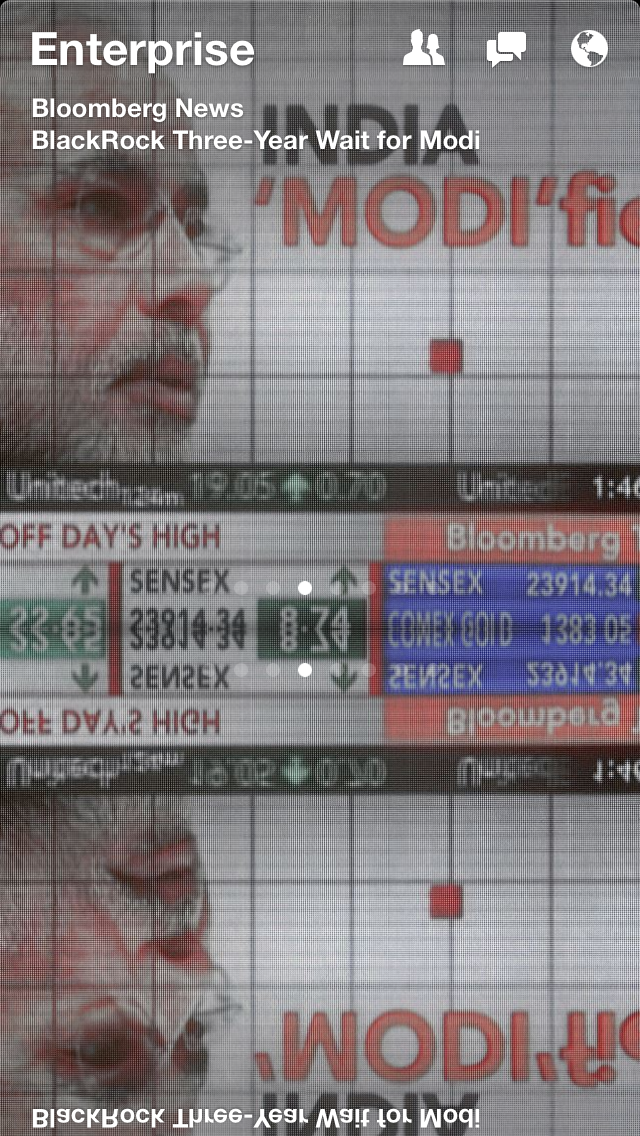 Enterprise
Bloomberg News
BlackRock Three-Year Wait for Modi
INDIA
'MODI'fi
Unitech 19.05 0.70 Unitech 1:46
OFF DAY'S HIGH Bloomberg
SENSEX SENSEX 23914.34
23914.34 COMEX GOLD 1383 05
SENSEX SENSEX 23914.34
OFF DAY'S HIGH Bloomberg
19.05 0.70 1:46
'MODI'fi
INDIA
BlackRock Three-Year Wait for Modi